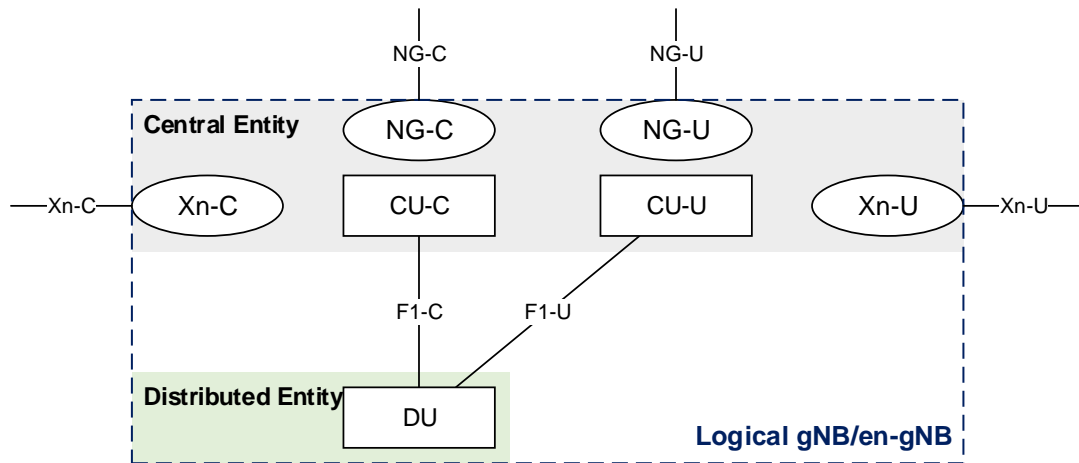 NG-C
NG-U
Central Entity
NG-C
NG-U
Xn-C
Xn-C
CU-C
CU-U
Xn-U
Xn-U
F1-C
F1-U
Distributed Entity
DU
Logical gNB/en-gNB